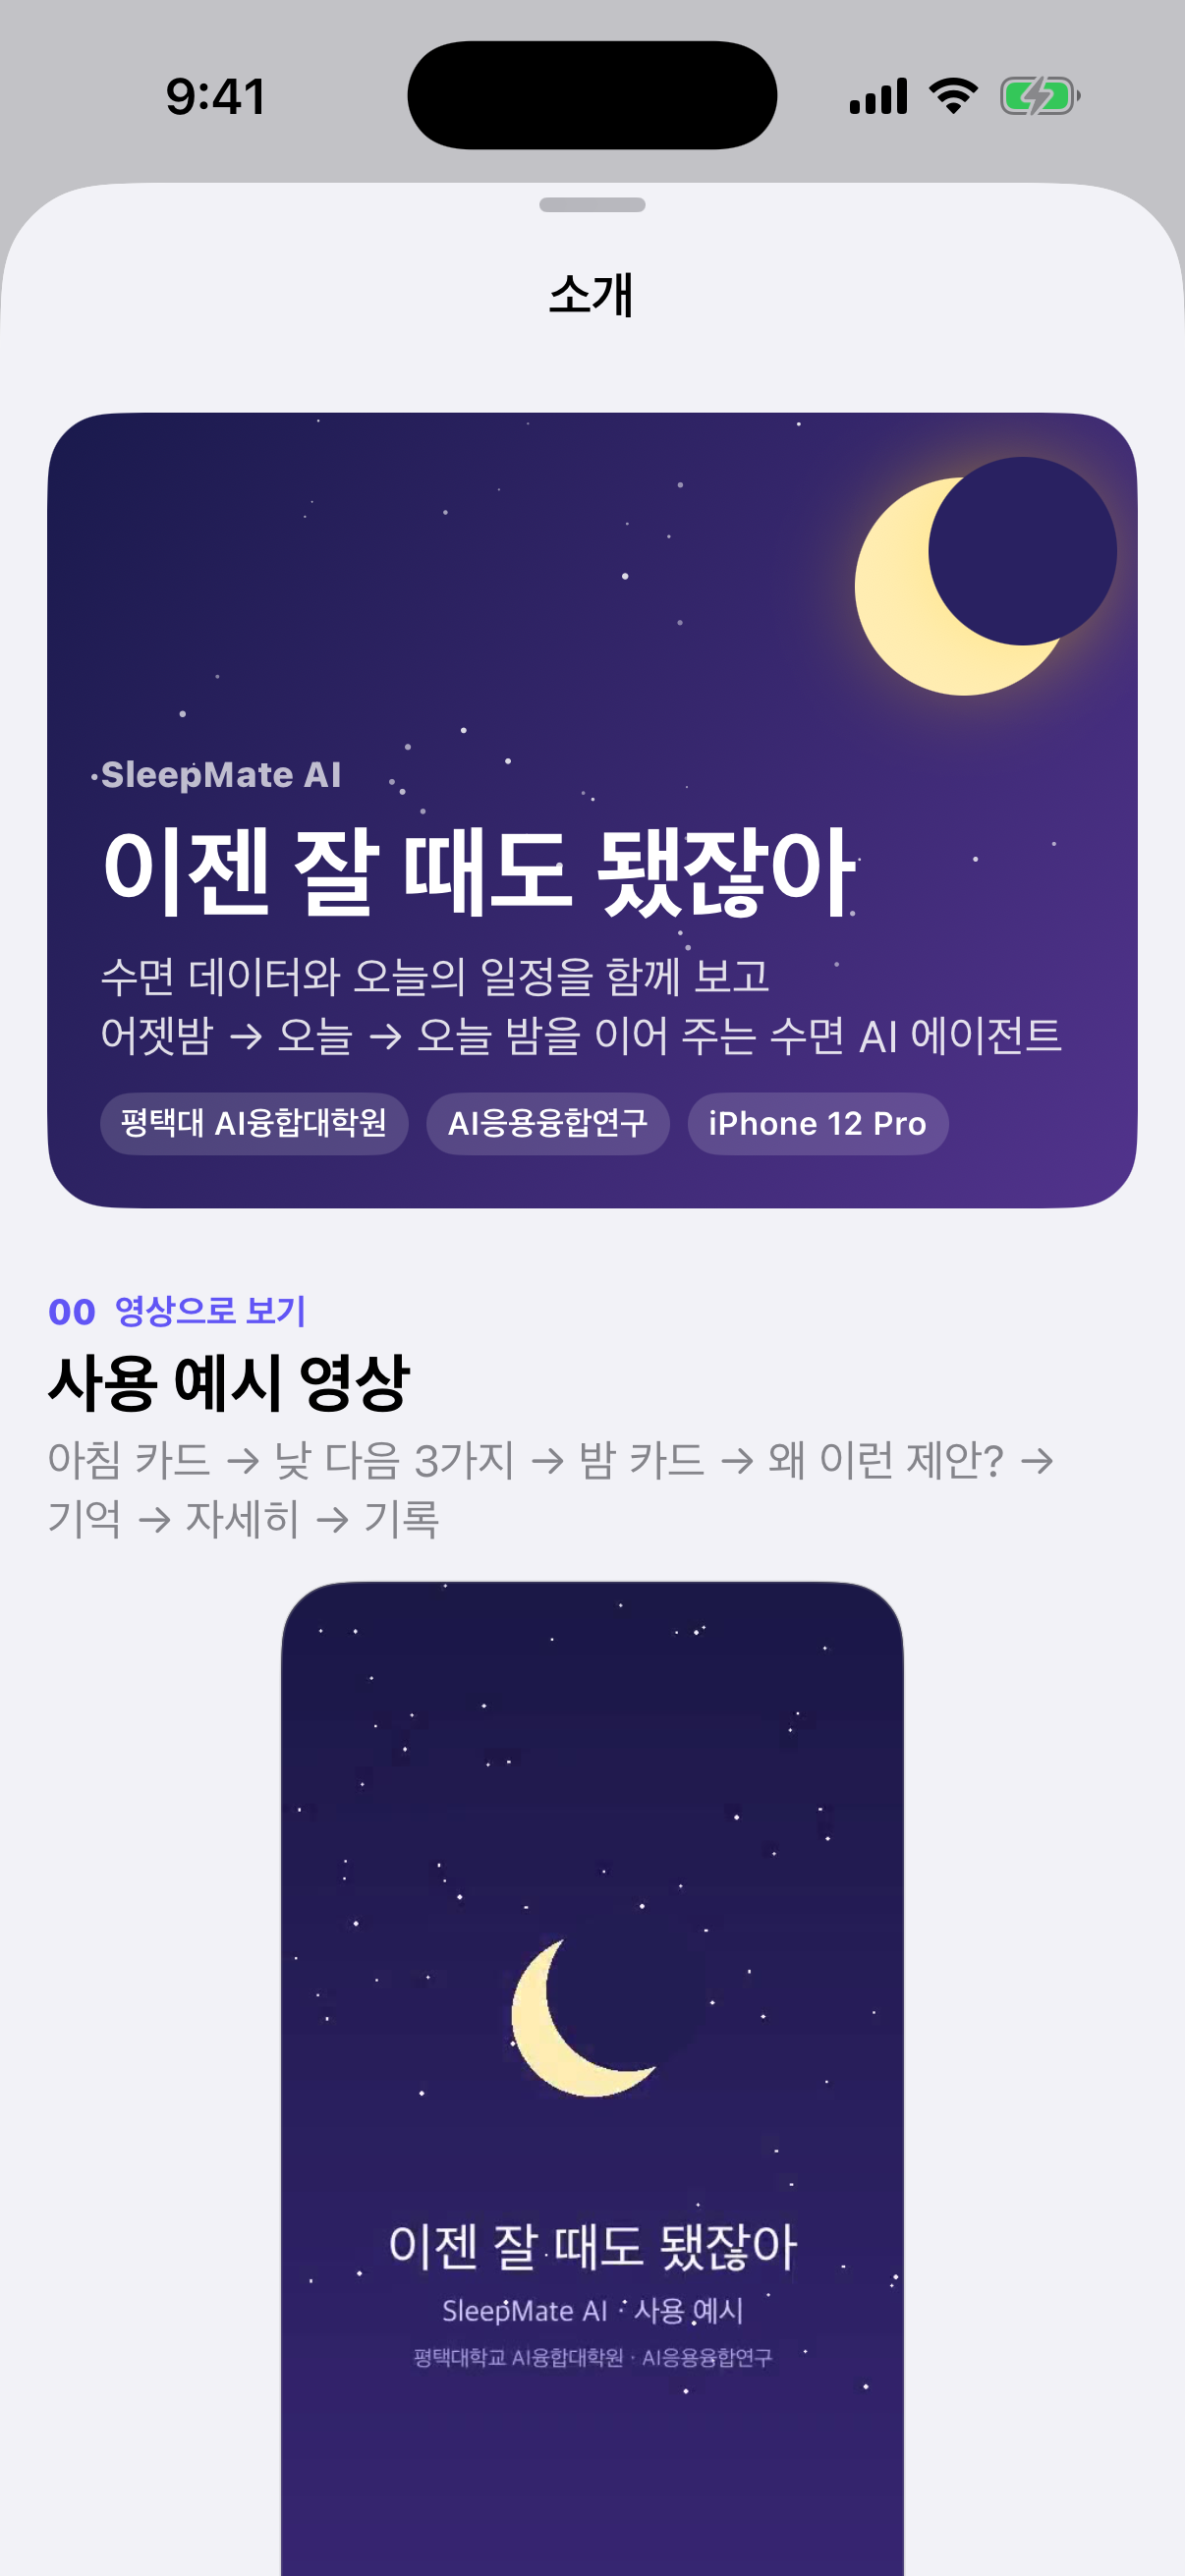 9:41
소개
SleepMate AI
이젠 잘 때도 됐잖아
수면 데이터와 오늘의 일정을 함께 보고
어젯밤 → 오늘 → 오늘 밤을 이어 주는 수면 AI 에이전트
평택대 AI융합대학원 AI응용융합연구 iPhone 12 Pro
00 영상으로 보기
사용 예시 영상
아침 카드 → 낮 다음 3가지 → 밤 카드 → 왜 이런 제안? →
기억 → 자세히 → 기록
이젠 잘 때도 됐잖아
SleepMate AI · 사용 예시
평택대학교 AI융합대학원 · AI응용융합연구